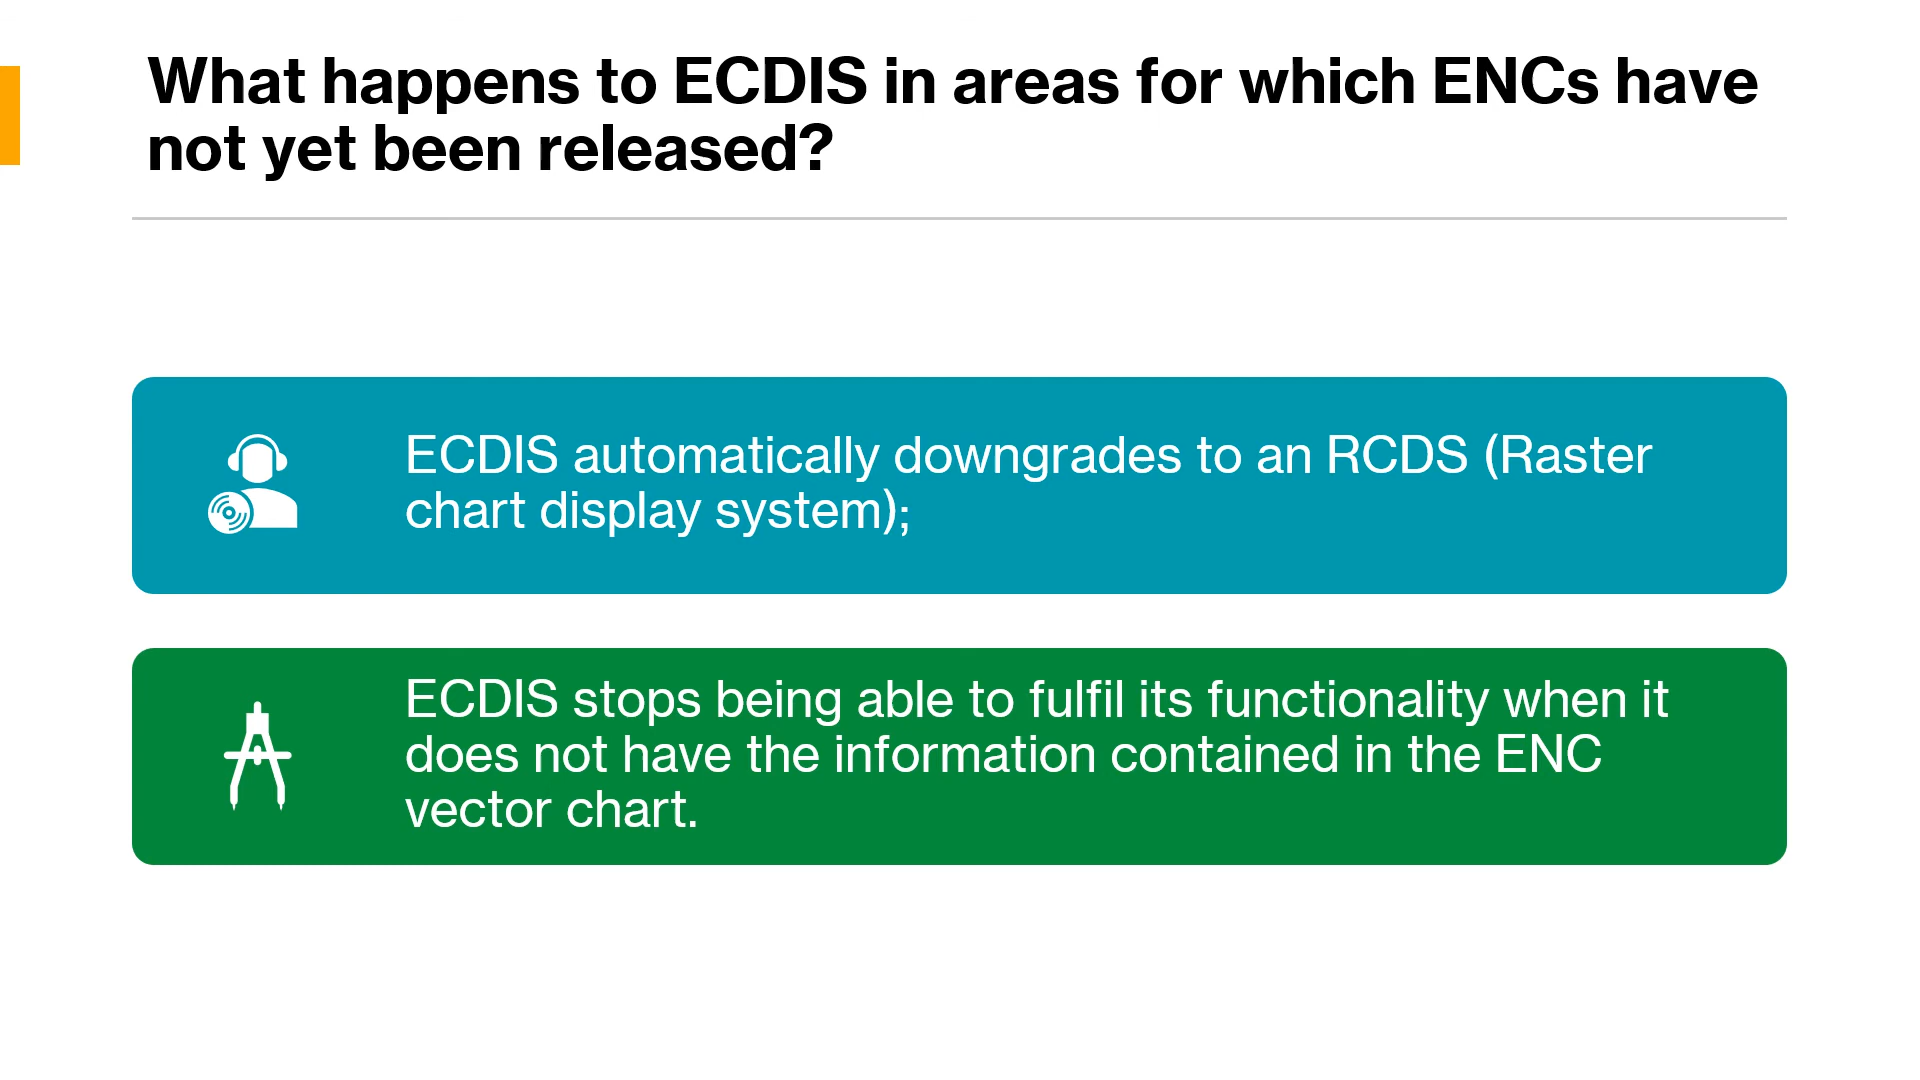 What happens to ECDIS in areas for which ENCs have
not yet been released?
ECDIS automatically downgrades to an RCDS (Raster
chart display system);
ECDIS stops being able to fulfil its functionality when it
does not have the information contained in the ENC
vector chart.